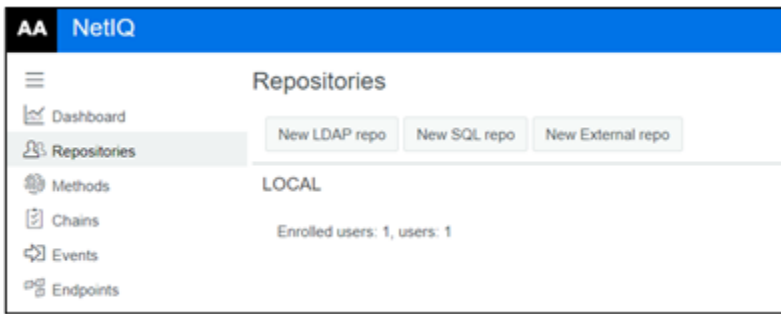 AA NetIQ
Repositories
Dashboard
New LDAP repo New SQL repo New External repo
Repositories
Methods
LOCAL
Chains
Enrolled users: 1, users: 1
Events
Endpoints